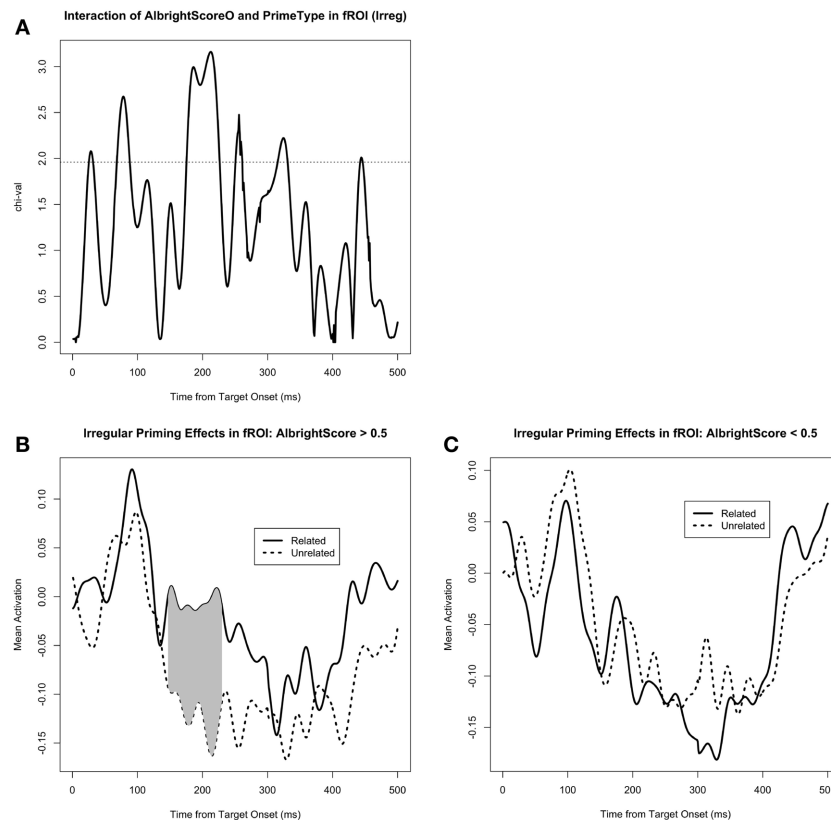 A
Interaction of AlbrightScoreO and PrimeType in fROI (Irreg)
chi-val
3.0
2.5
2.0
1.5
1.0
0.5
0.0
0 100 200 300 400 500
Time from Target Onset (ms)
B
Irregular Priming Effects in fROI: AlbrightScore > 0.5
Mean Activation
0.10
0.05
0.00
-0.05
-0.10
-0.15
Related
Unrelated
0 100 200 300 400 500
Time from Target Onset (ms)
C
Irregular Priming Effects in fROI: AlbrightScore < 0.5
Mean Activation
0.10
0.05
0.00
-0.05
-0.10
-0.15
Related
Unrelated
0 100 200 300 400
Time from Target Onset (ms)